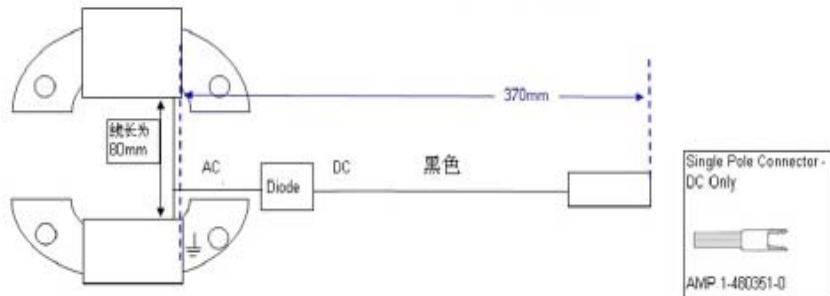 370mm
线长为
80mm
AC
Diode
DC
黑色
Single Pole Connector -
DC Only
AMP 1-480351-0